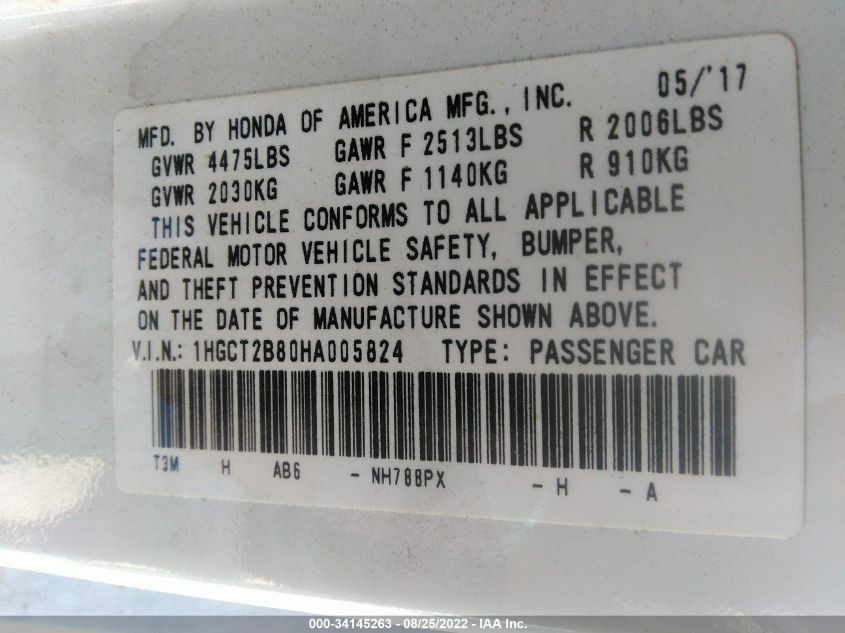 05/'17
MFD. BY HONDA OF AMERICA MFG., INC.
GVWR 4475LBS GAWR F 2513LBS R 2006LBS
GVWR 2030KG GAWR F 1140KG R 910KG
THIS VEHICLE CONFORMS TO ALL APPLICABLE
FEDERAL MOTOR VEHICLE SAFETY, BUMPER,
AND THEFT PREVENTION STANDARDS IN EFFECT
ON THE DATE OF MANUFACTURE SHOWN ABOVE.
V.I.N.: 1HGCT2B80HA005824 TYPE: PASSENGER CAR
T3M H AB6 - NH788PX - H - A
000-34145263 - 08/25/2022 - IAA Inc.